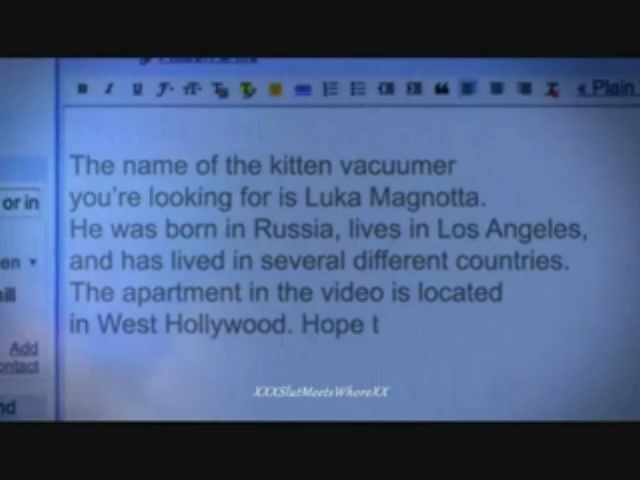 B I U
« Plain
The name of the kitten vacuumer
you're looking for is Luka Magnotta.
or in
He was born in Russia, lives in Los Angeles,
and has lived in several different countries.
The apartment in the video is located
in West Hollywood. Hope t
Add
XXXSlutMeetsWhoreXX